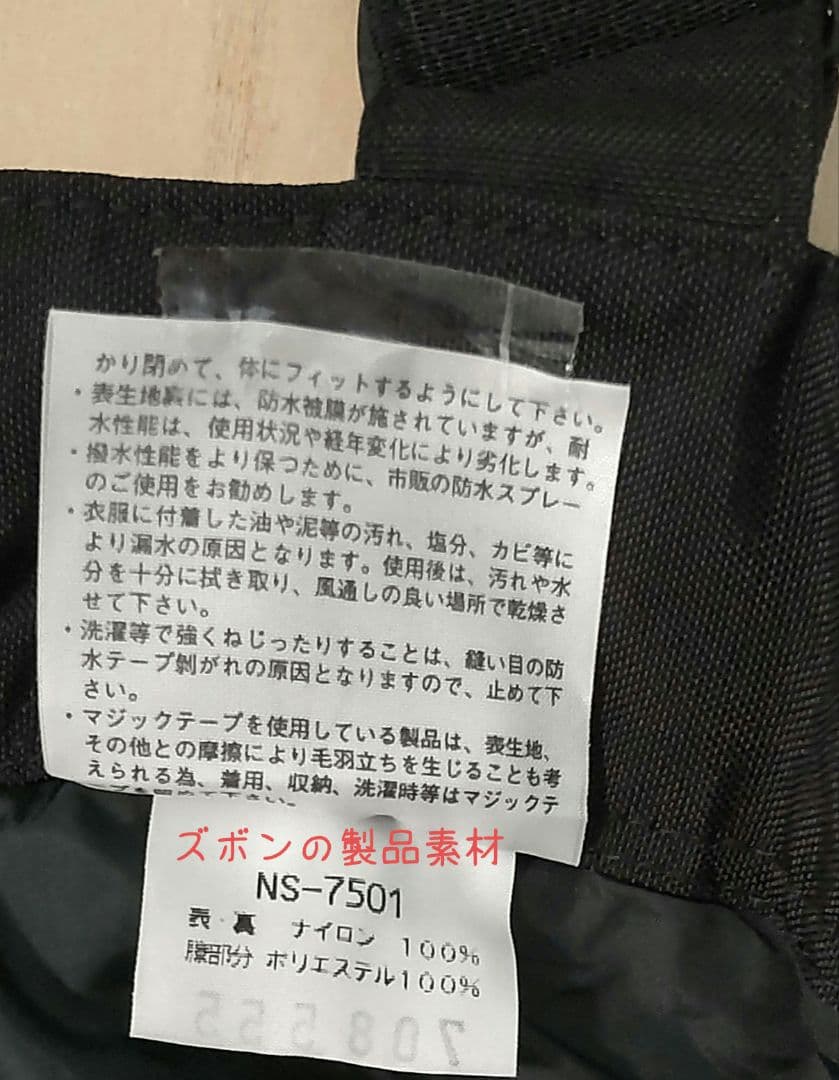 かり閉めて、体にフィットするようにして下さい。
・表生地裏には、防水被膜が施されていますが、耐
水性能は、使用状況や経年変化により劣化します。
・撥水性能をより保つために、市販の防水スプレー
のご使用をお勧めします。
・衣服に付着した油や泥等の汚れ、塩分、カビ等に
より漏水の原因となります。使用後は、汚れや水
分を十分に拭き取り、風通しの良い場所で乾燥さ
せて下さい。
・洗濯等で強くねじったりすることは、縫い目の防
水テープ剝がれの原因となりますので、止めて下
さい。
・マジックテープを使用している製品は、表生地、
その他との摩擦により毛羽立ちを生じることも考
えられる為、着用、収納、洗濯時等はマジックテ
ズボンの製品素材
NS-7501
表・裏 ナイロン 100%
腰部分 ポリエステル100%
708555